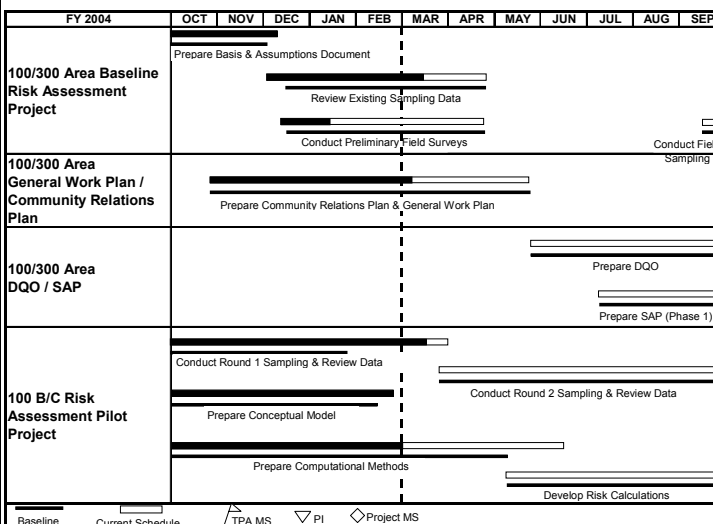 FY 2004 OCT NOV DEC JAN FEB MAR APR MAY JUN JUL AUG SEP
Prepare Basis & Assumptions Document
100/300 Area Baseline
Risk Assessment
Project
Review Existing Sampling Data
Conduct Preliminary Field Surveys
Conduct Fiel
Sampling
100/300 Area
General Work Plan /
Community Relations
Plan
Prepare Community Relations Plan & General Work Plan
100/300 Area
DQO / SAP
Prepare DQO
Prepare SAP (Phase 1)
100 B/C Risk
Assessment Pilot
Project
Conduct Round 1 Sampling & Review Data
Conduct Round 2 Sampling & Review Data
Prepare Conceptual Model
Prepare Computational Methods
Develop Risk Calculations
Baseline Current Schedule TPA MS PI Project MS